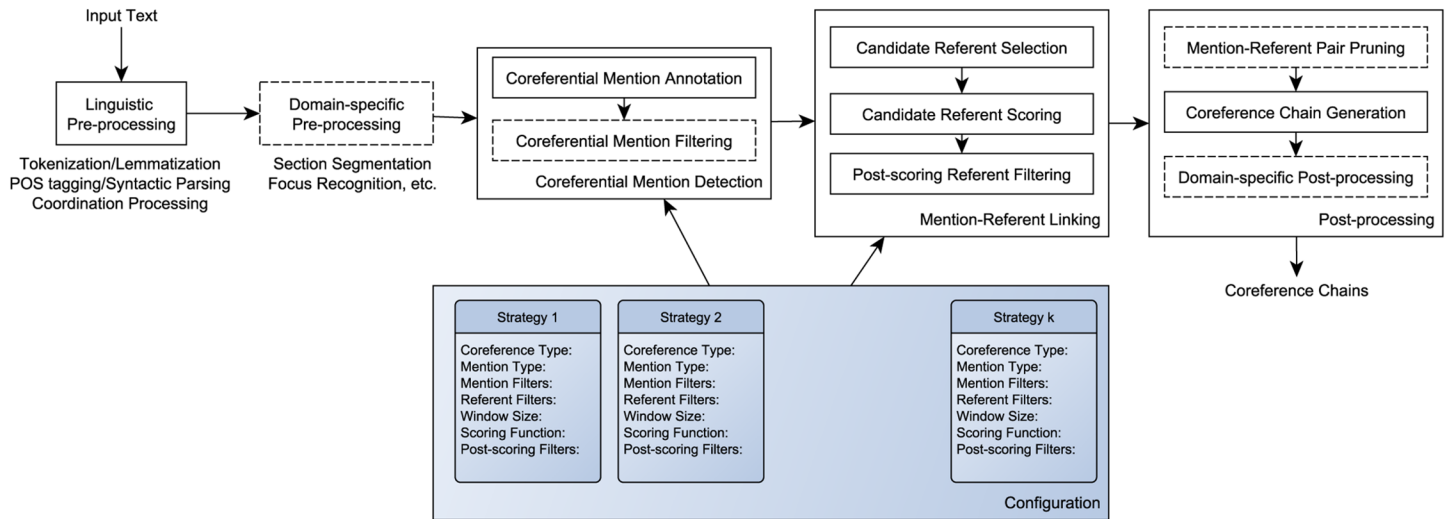 Input Text
Linguistic
Pre-processing
Tokenization/Lemmatization
POS tagging/Syntactic Parsing
Coordination Processing
Domain-specific
Pre-processing
Section Segmentation
Focus Recognition, etc.
Coreferential Mention Annotation
Coreferential Mention Filtering
Coreferential Mention Detection
Candidate Referent Selection
Candidate Referent Scoring
Post-scoring Referent Filtering
Mention-Referent Linking
Mention-Referent Pair Pruning
Coreference Chain Generation
Domain-specific Post-processing
Post-processing
Coreference Chains
Strategy 1
Coreference Type:
Mention Type:
Mention Filters:
Referent Filters:
Window Size:
Scoring Function:
Post-scoring Filters:
Strategy 2
Coreference Type:
Mention Type:
Mention Filters:
Referent Filters:
Window Size:
Scoring Function:
Post-scoring Filters:
Strategy k
Coreference Type:
Mention Type:
Mention Filters:
Referent Filters:
Window Size:
Scoring Function:
Post-scoring Filters:
Configuration